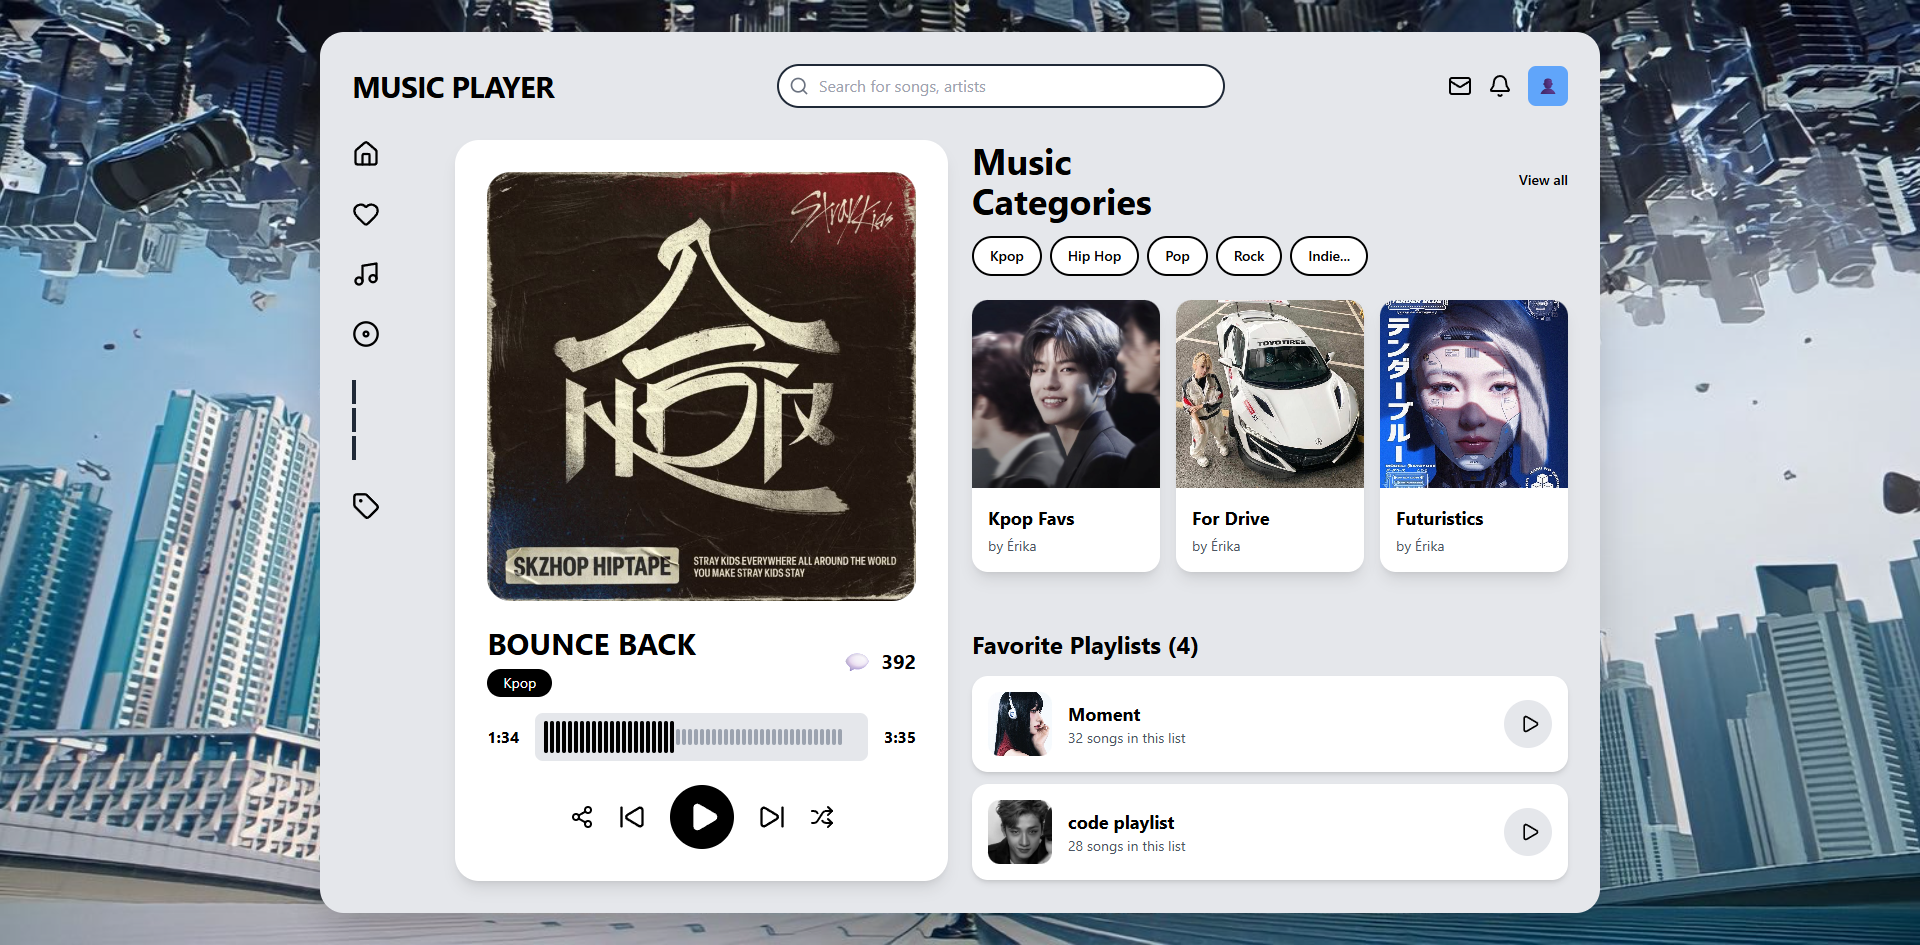 MUSIC PLAYER
Search for songs, artists
Stray Kids
合
HOP
SKZHOP HIPTAPE
STRAY KIDS EVERYWHERE ALL AROUND THE WORLD
YOU MAKE STRAY KIDS STAY
BOUNCE BACK
392
Kpop
1:34
3:35
Music
Categories
View all
Kpop
Hip Hop
Pop
Rock
Indie...
TOYO TIRES
テンダーブルー
Kpop Favs
by Érika
For Drive
by Érika
Futuristics
by Érika
Favorite Playlists (4)
Moment
32 songs in this list
code playlist
28 songs in this list